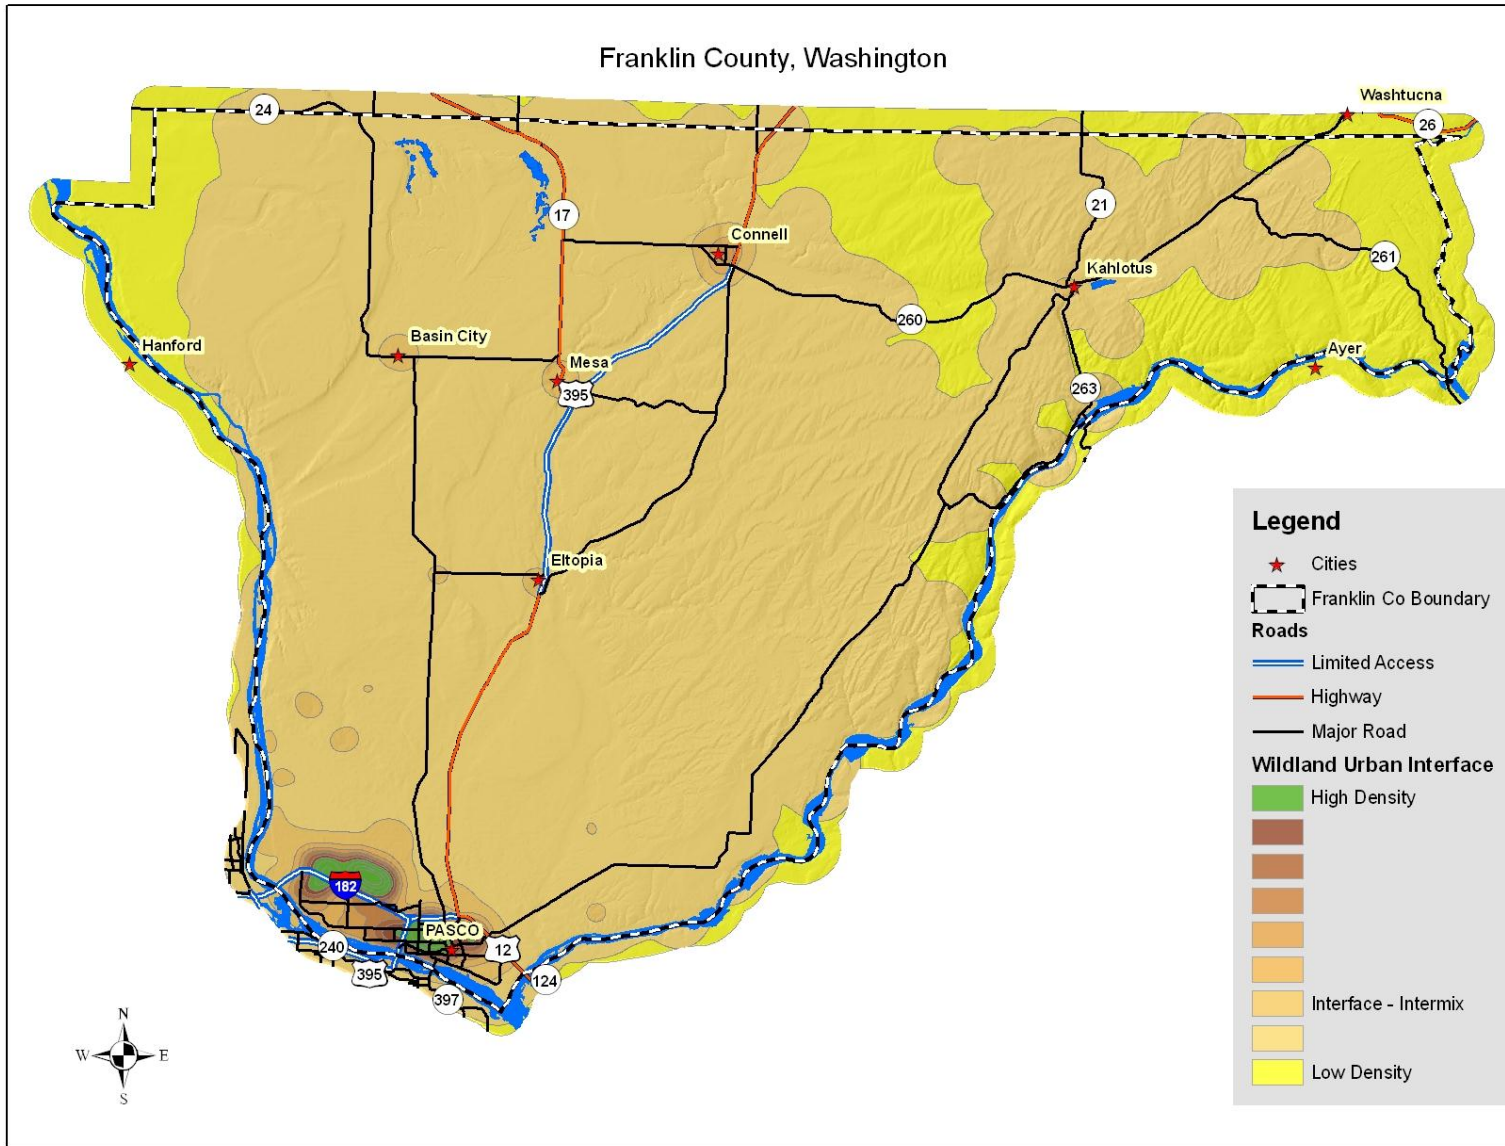 Franklin County, Washington
Washtucna
24
26
17
21
Connell
261
Kahlotus
260
Hanford
Basin City
Ayer
Mesa
395
263
Eltopia
182
PASCO
240
12
395
124
397
N
W E
S
Legend
Cities
Franklin Co Boundary
Roads
Limited Access
Highway
Major Road
Wildland Urban Interface
High Density
Interface - Intermix
Low Density